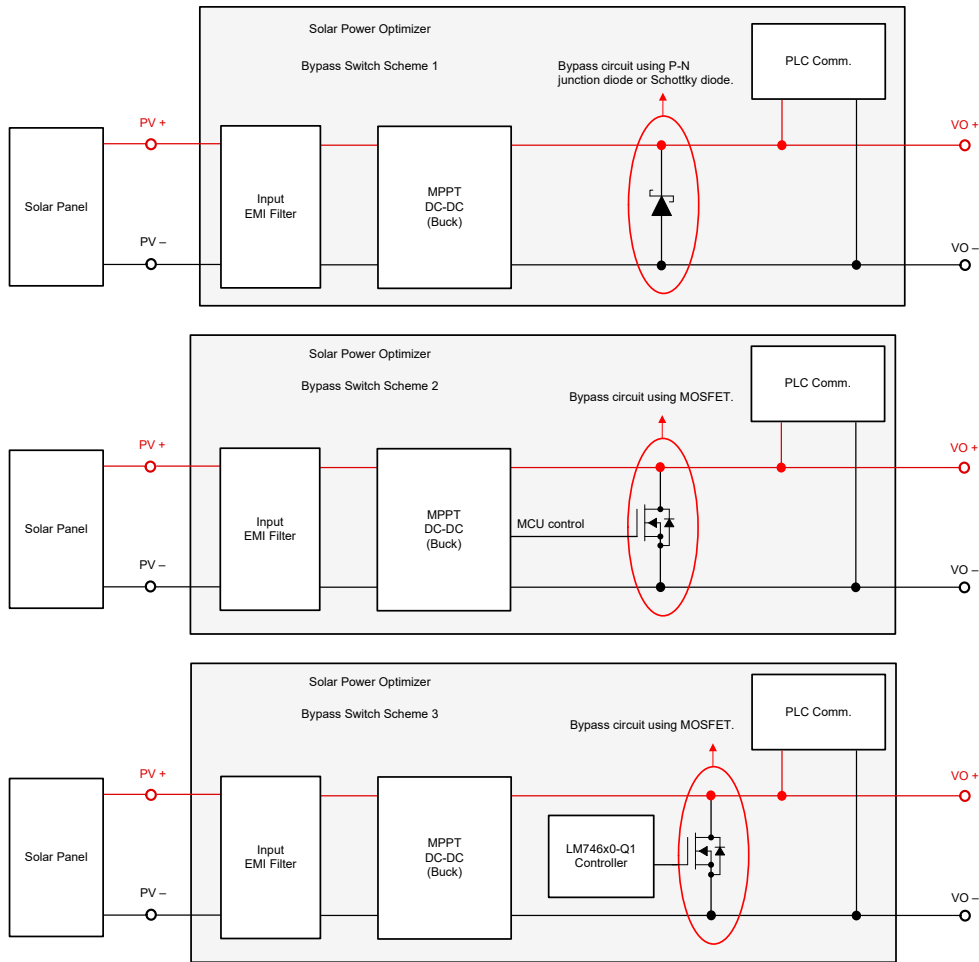 Solar Power Optimizer
Bypass Switch Scheme 1
Bypass circuit using P-N
junction diode or Schottky diode.
PLC Comm.
PV +
VO +
Solar Panel
Input
EMI Filter
MPPT
DC-DC
(Buck)
PV –
VO –
Solar Power Optimizer
Bypass Switch Scheme 2
Bypass circuit using MOSFET.
PLC Comm.
PV +
VO +
Solar Panel
Input
EMI Filter
MPPT
DC-DC
(Buck)
MCU control
PV –
VO –
Solar Power Optimizer
Bypass Switch Scheme 3
Bypass circuit using MOSFET.
PLC Comm.
PV +
VO +
Solar Panel
Input
EMI Filter
MPPT
DC-DC
(Buck)
LM746x0-Q1
Controller
PV –
VO –